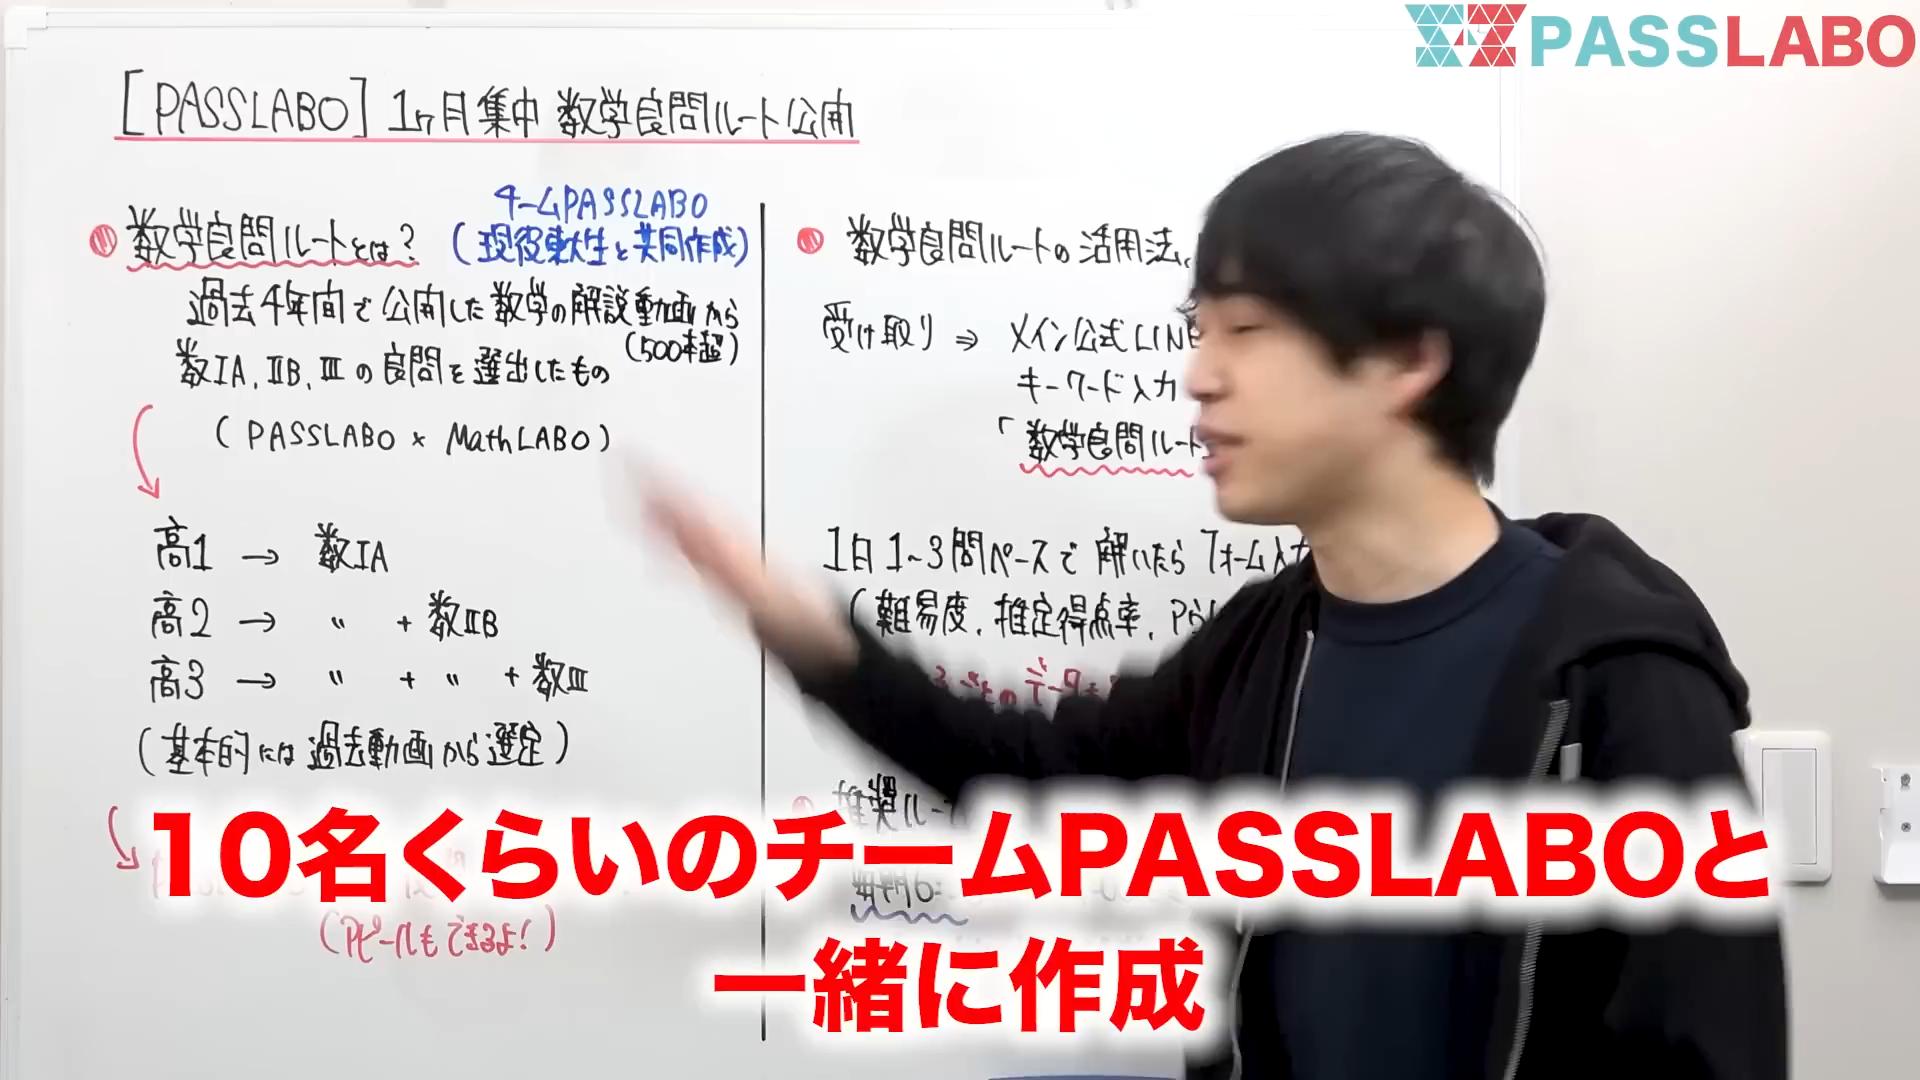 PASSLABO
[PASSLABO] 1ヶ月集中 数学良問ルート公開
チームPASSLABO
数学良問ルートとは? (現役東大生と共同作成)
過去4年間で公開した数学の解説動画から
(500本超)
数ⅠA, ⅡB, Ⅲの良問を選出したもの
(PASSLABO × MathLABO)
高1 → 数ⅠA
高2 → 〃 + 数ⅡB
高3 → 〃 + 〃 + 数Ⅲ
(基本的には過去動画から選定)
(アピールもできるよ!)
数学良問ルートの活用法
受け取り ⇒ メイン公式LINE
キーワード入力
「数学良問ルート
1日1~3問ペースで解いたらフォーム入力
(難易度, 推定得点率,
推奨ルー
10名くらいのチームPASSLABOと
一緒に作成